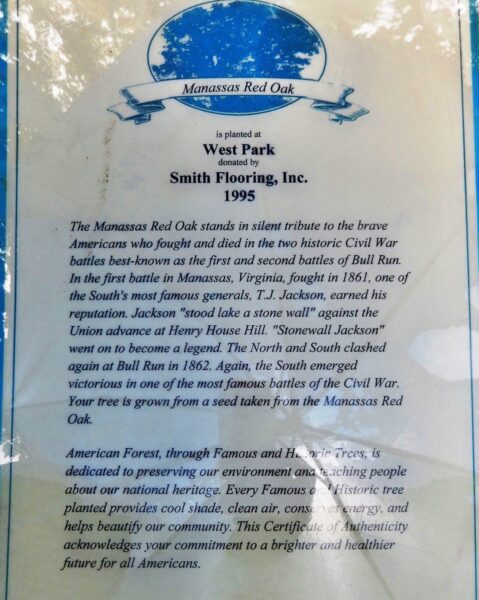 Manassas Red Oak
is planted at
West Park
donated by
Smith Flooring, Inc.
1995
The Manassas Red Oak stands in silent tribute to the brave
Americans who fought and died in the two historic Civil War
battles best-known as the first and second battles of Bull Run.
In the first battle in Manassas, Virginia, fought in 1861, one of
the South's most famous generals, T.J. Jackson, earned his
reputation. Jackson "stood lake a stone wall" against the
Union advance at Henry House Hill. "Stonewall Jackson"
went on to become a legend. The North and South clashed
again at Bull Run in 1862. Again, the South emerged
victorious in one of the most famous battles of the Civil War.
Your tree is grown from a seed taken from the Manassas Red
Oak.
American Forest, through Famous and Historic Trees, is
dedicated to preserving our environment and teaching people
about our national heritage. Every Famous and Historic tree
planted provides cool shade, clean air, conserves energy, and
helps beautify our community. This Certificate of Authenticity
acknowledges your commitment to a brighter and healthier
future for all Americans.